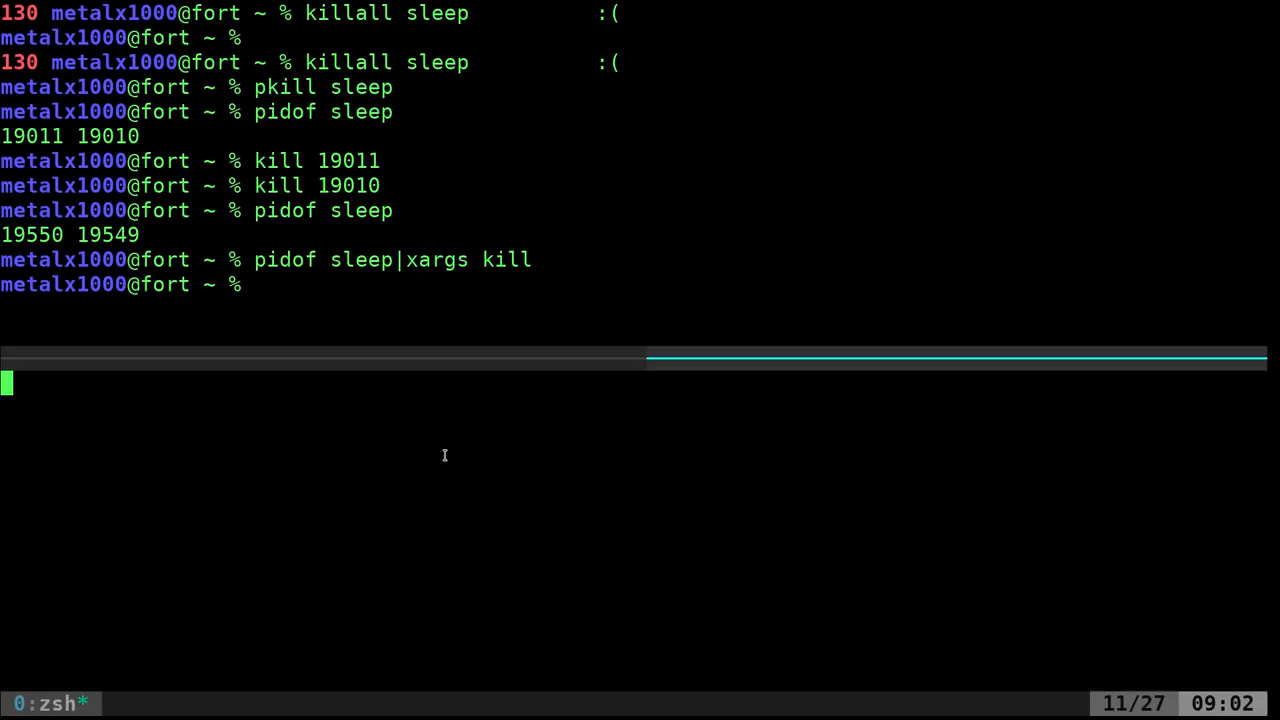 130 metalx1000@fort ~ % killall sleep          :(
metalx1000@fort ~ %
130 metalx1000@fort ~ % killall sleep          :(
metalx1000@fort ~ % pkill sleep
metalx1000@fort ~ % pidof sleep
19011 19010
metalx1000@fort ~ % kill 19011
metalx1000@fort ~ % kill 19010
metalx1000@fort ~ % pidof sleep
19550 19549
metalx1000@fort ~ % pidof sleep|xargs kill
metalx1000@fort ~ %
0:zsh* 11/27 09:02